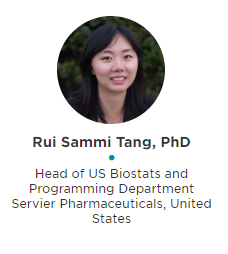 Rui Sammi Tang, PhD
Head of US Biostats and
Programming Department
Servier Pharmaceuticals, United
States